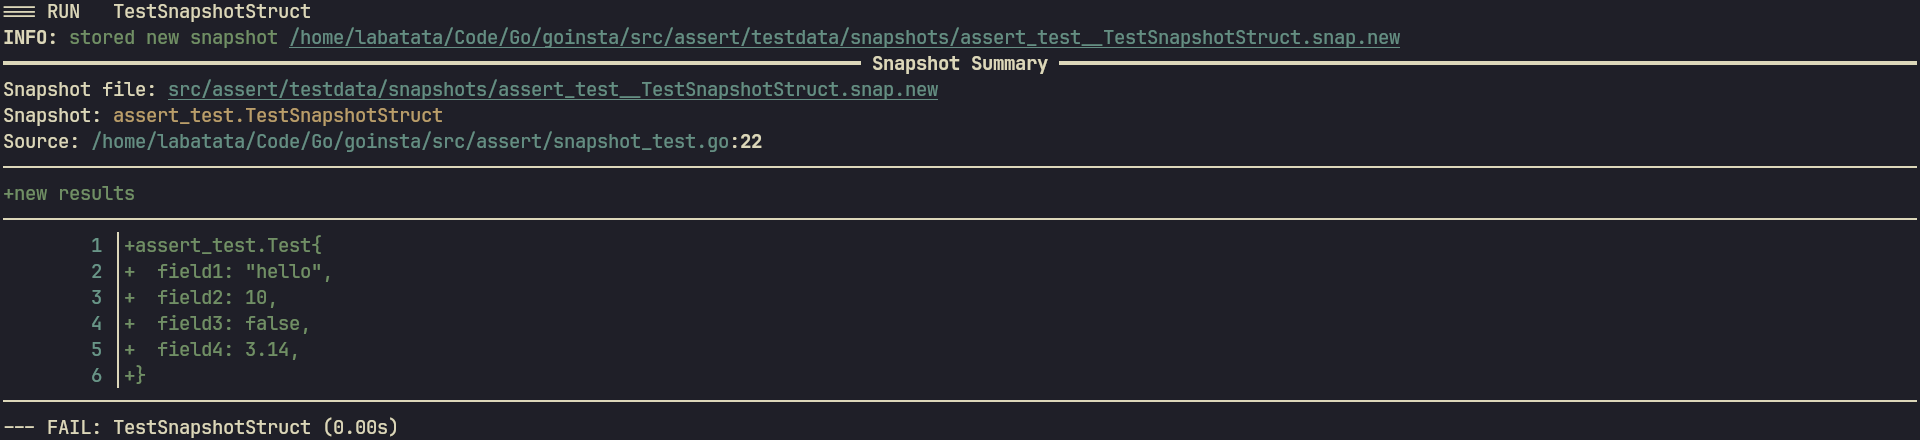 === RUN   TestSnapshotStruct
INFO: stored new snapshot /home/labatata/Code/Go/goinsta/src/assert/testdata/snapshots/assert_test__TestSnapshotStruct.snap.new
Snapshot Summary
Snapshot file: src/assert/testdata/snapshots/assert_test__TestSnapshotStruct.snap.new
Snapshot: assert_test.TestSnapshotStruct
Source: /home/labatata/Code/Go/goinsta/src/assert/snapshot_test.go:22
+new results
1 +assert_test.Test{
2 +  field1: "hello",
3 +  field2: 10,
4 +  field3: false,
5 +  field4: 3.14,
6 +}
--- FAIL: TestSnapshotStruct (0.00s)